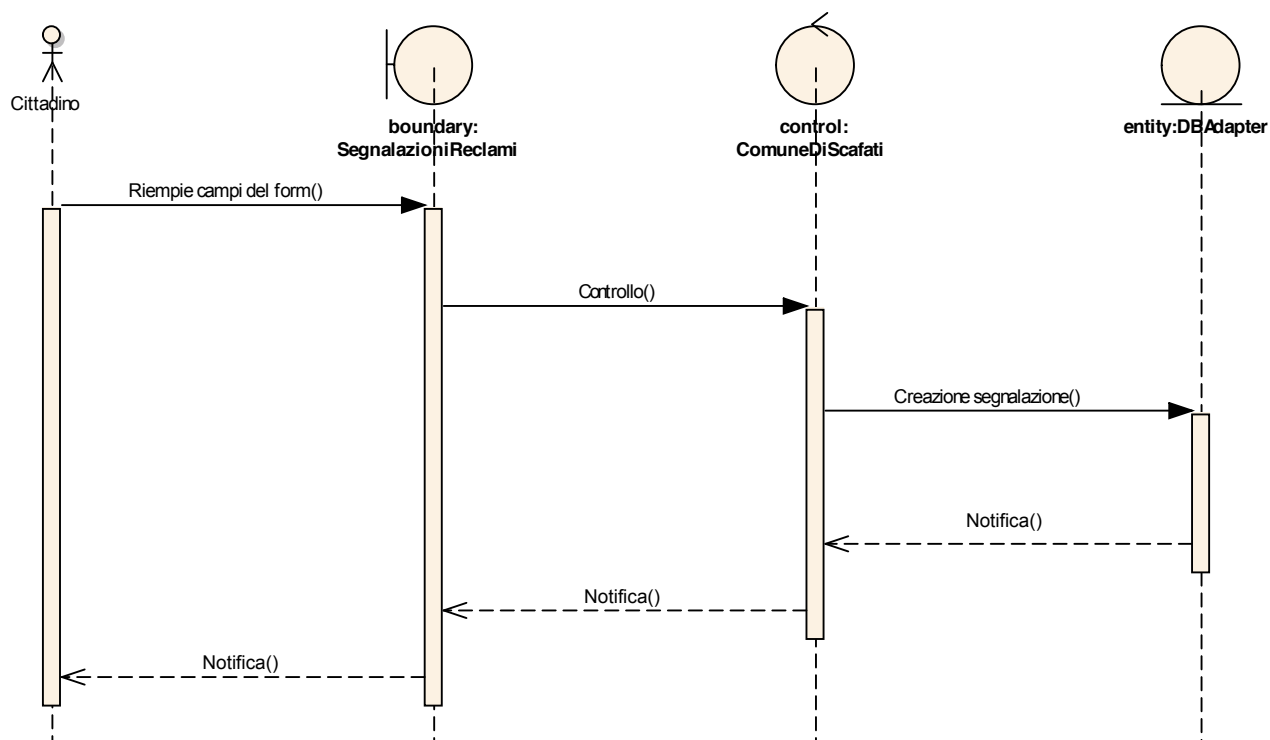 Cittadino
boundary:
SegnalazioniReclami
control:
ComuneDiScafati
entity:DBAdapter
Riempie campi del form()
Controllo()
Creazione segnalazione()
Notifica()
Notifica()
Notifica()